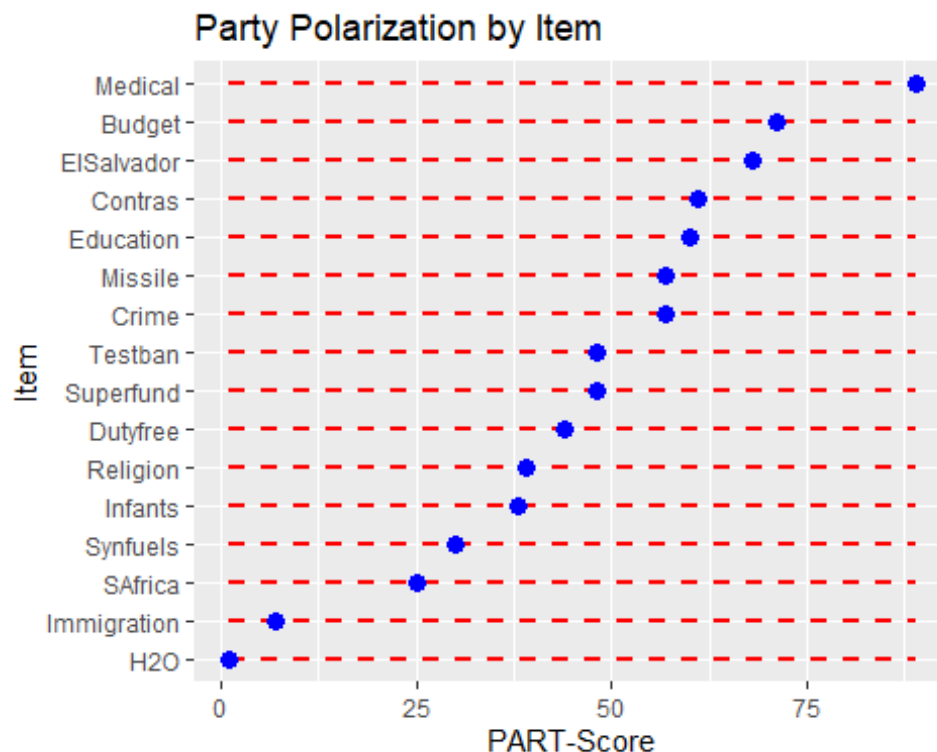 Party Polarization by Item
Medical
Budget
ElSalvador
Contras
Education
Missile
Crime
Testban
Superfund
Dutyfree
Religion
Infants
Synfuels
SAfrica
Immigration
H2O
Item
0 25 50 75
PART-Score